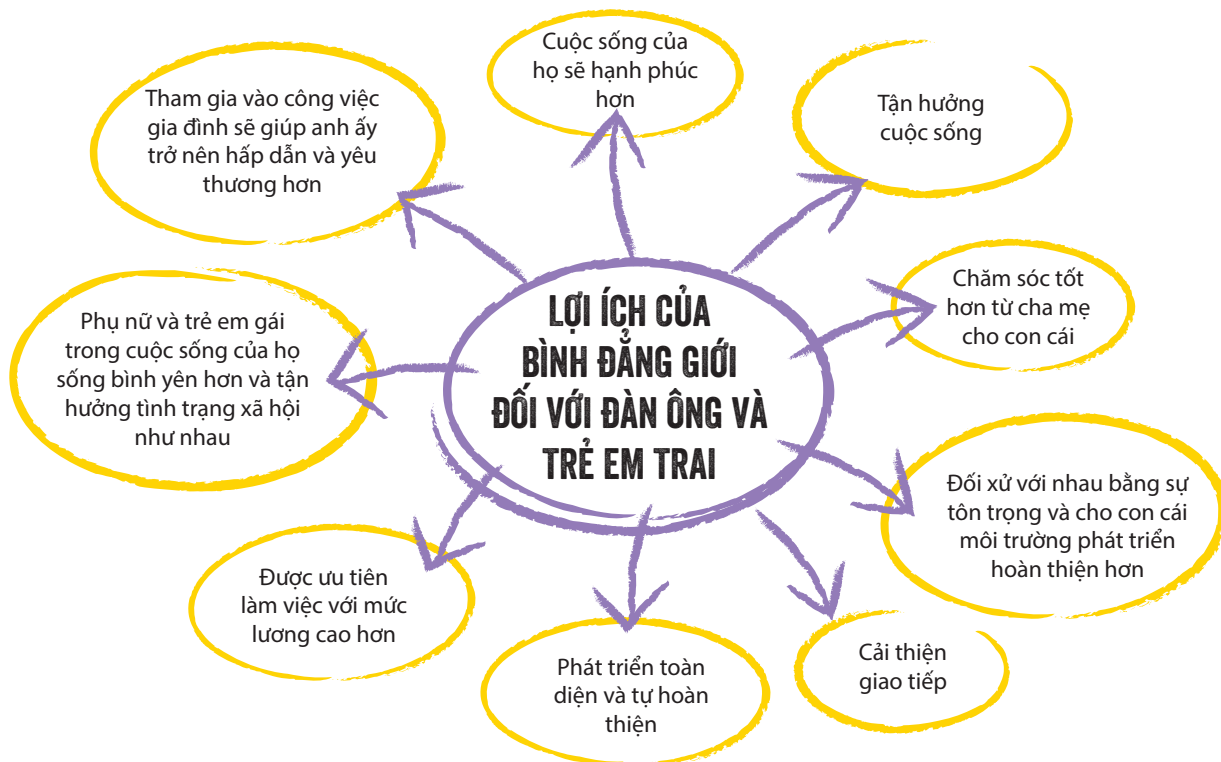 Cuộc sống của
họ sẽ hạnh phúc
hơn
Tận hưởng
cuộc sống
Tham gia vào công việc
gia đình sẽ giúp anh ấy
trở nên hấp dẫn và yêu
thương hơn
Chăm sóc tốt
hơn từ cha mẹ
cho con cái
LỢI ÍCH CỦA
BÌNH ĐẲNG GIỚI
ĐỐI VỚI ĐÀN ÔNG VÀ
TRẺ EM TRAI
Phụ nữ và trẻ em gái
trong cuộc sống của họ
sống bình yên hơn và tận
hưởng tình trạng xã hội
như nhau
Đối xử với nhau bằng sự
tôn trọng và cho con cái
môi trường phát triển
hoàn thiện hơn
Được ưu tiên
làm việc với mức
lương cao hơn
Phát triển toàn
diện và tự hoàn
thiện
Cải thiện
giao tiếp